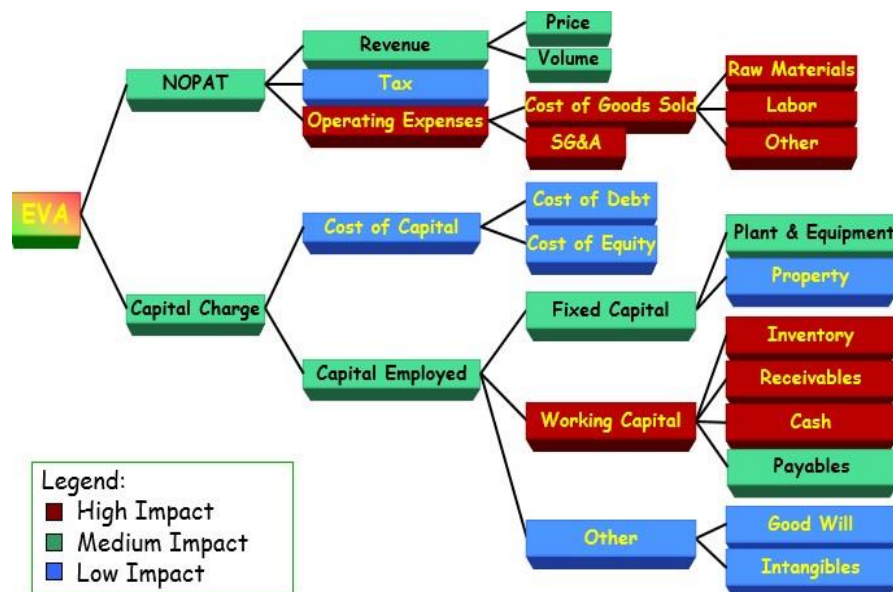 Price
Revenue
Volume
Raw Materials
NOPAT
Tax
Cost of Goods Sold
Labor
Operating Expenses
SG&A
Other
EVA
Cost of Debt
Cost of Capital
Cost of Equity
Plant & Equipment
Property
Capital Charge
Fixed Capital
Inventory
Capital Employed
Receivables
Working Capital
Cash
Payables
Other
Good Will
Intangibles
Legend:
High Impact
Medium Impact
Low Impact